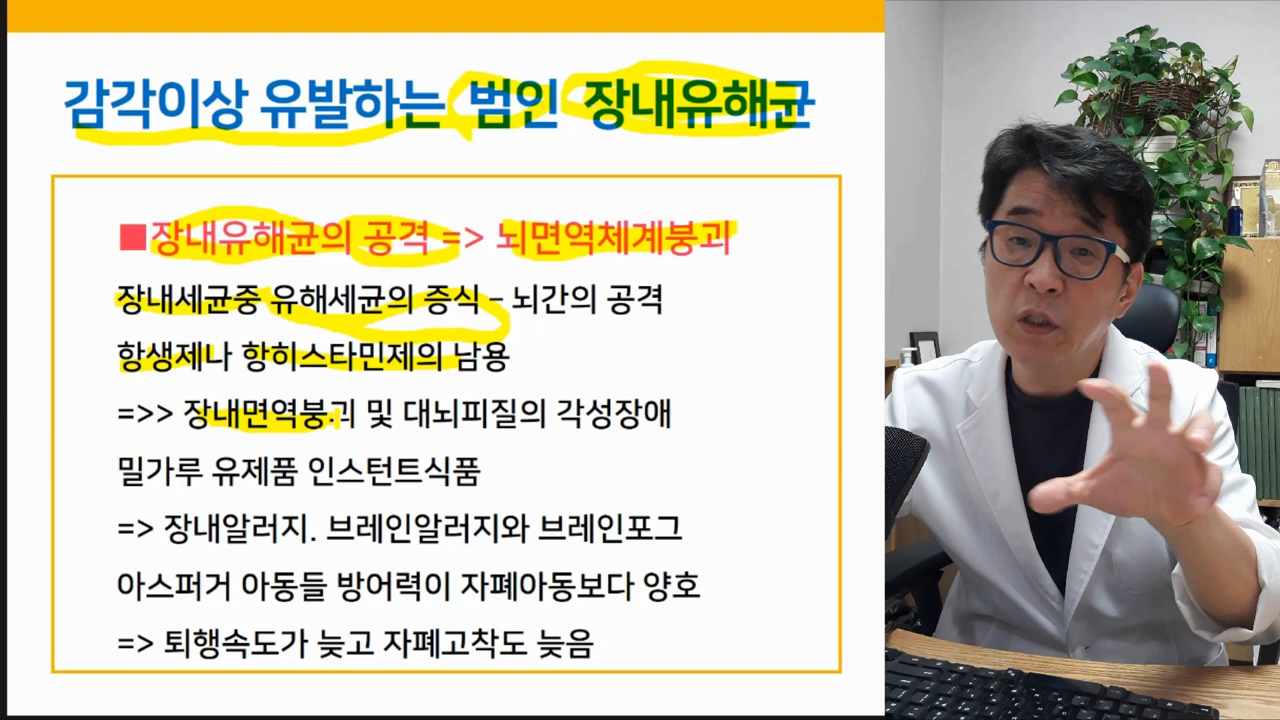 감각이상 유발하는 범인 장내유해균
■장내유해균의 공격 => 뇌면역체계붕괴
장내세균중 유해세균의 증식 - 뇌간의 공격
항생제나 항히스타민제의 남용
=>> 장내면역붕괴 및 대뇌피질의 각성장애
밀가루 유제품 인스턴트식품
=> 장내알러지. 브레인알러지와 브레인포그
아스퍼거 아동들 방어력이 자폐아동보다 양호
=> 퇴행속도가 늦고 자폐고착도 늦음